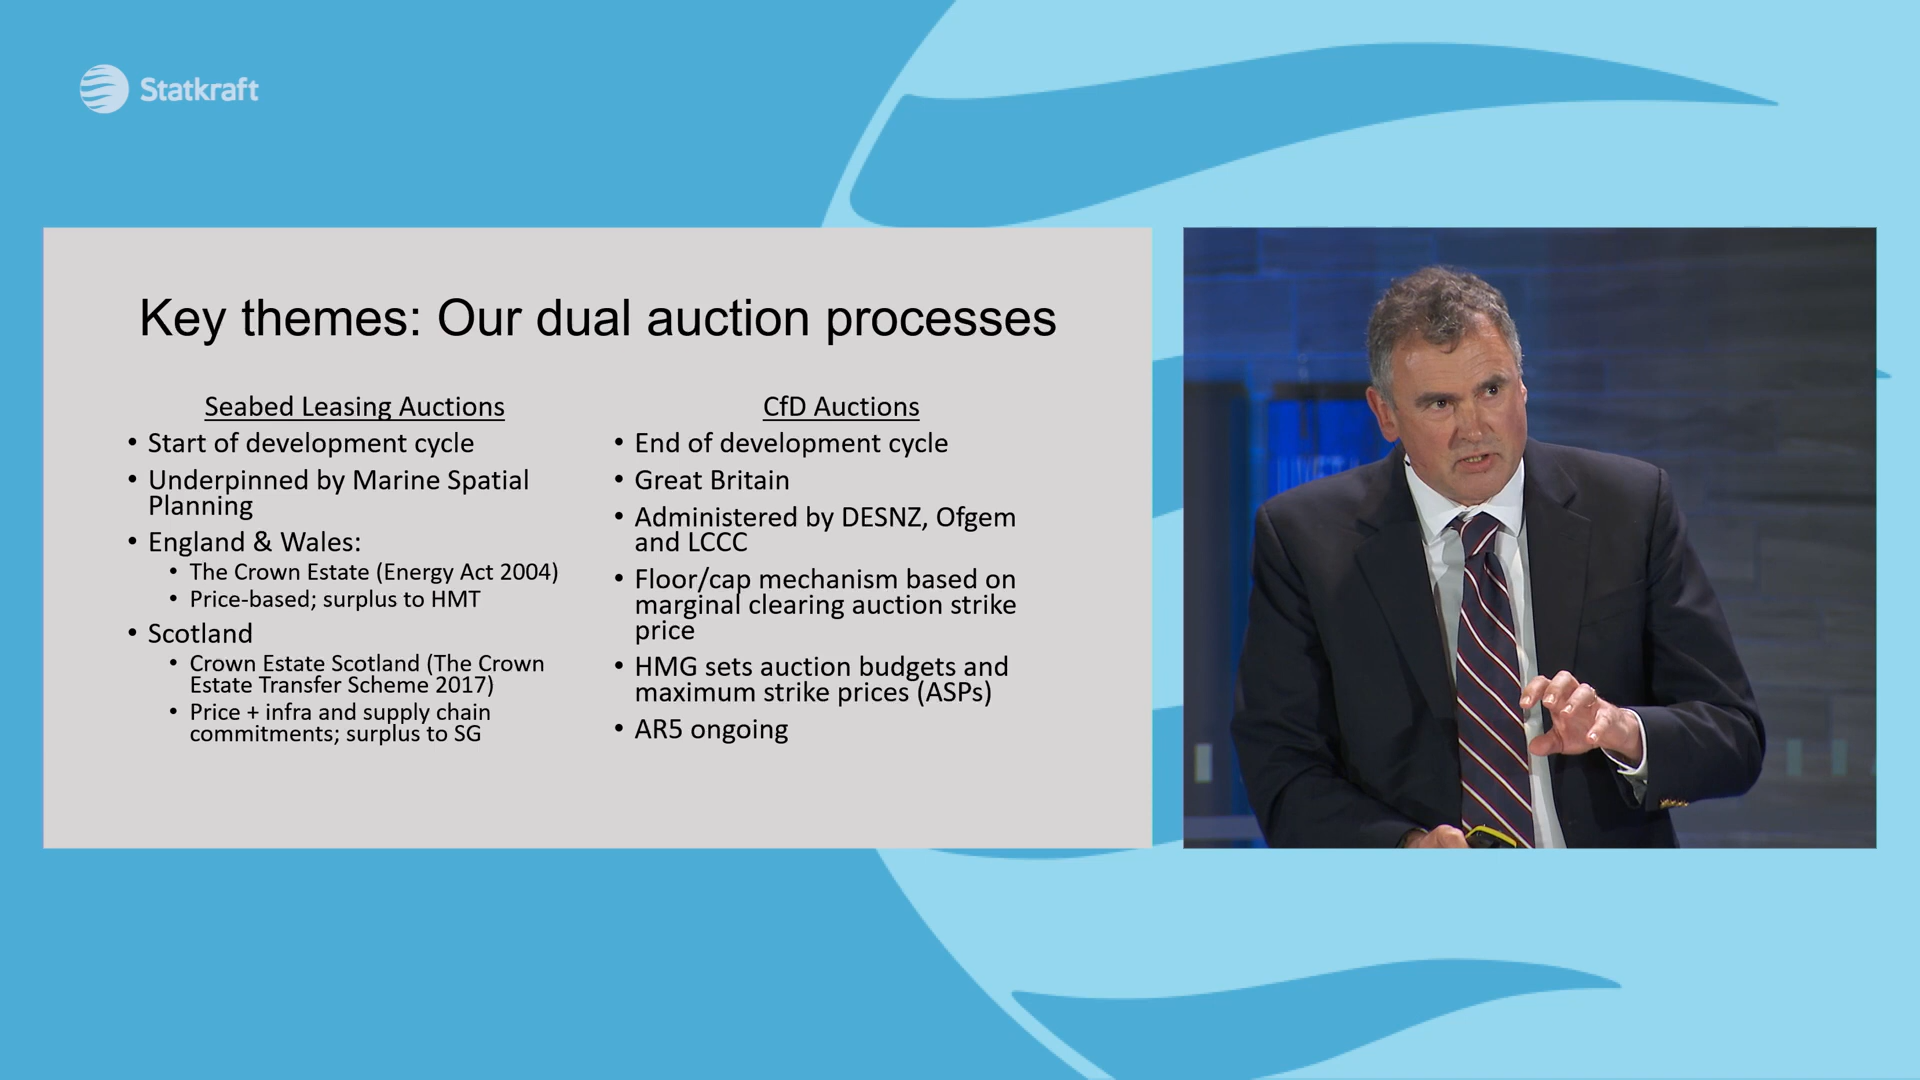 Statkraft
Key themes: Our dual auction processes
Seabed Leasing Auctions
• Start of development cycle
• Underpinned by Marine Spatial
Planning
• England & Wales:
• The Crown Estate (Energy Act 2004)
• Price-based; surplus to HMT
• Scotland
• Crown Estate Scotland (The Crown
Estate Transfer Scheme 2017)
• Price + infra and supply chain
commitments; surplus to SG
CfD Auctions
• End of development cycle
• Great Britain
• Administered by DESNZ, Ofgem
and LCCC
• Floor/cap mechanism based on
marginal clearing auction strike
price
• HMG sets auction budgets and
maximum strike prices (ASPs)
• AR5 ongoing